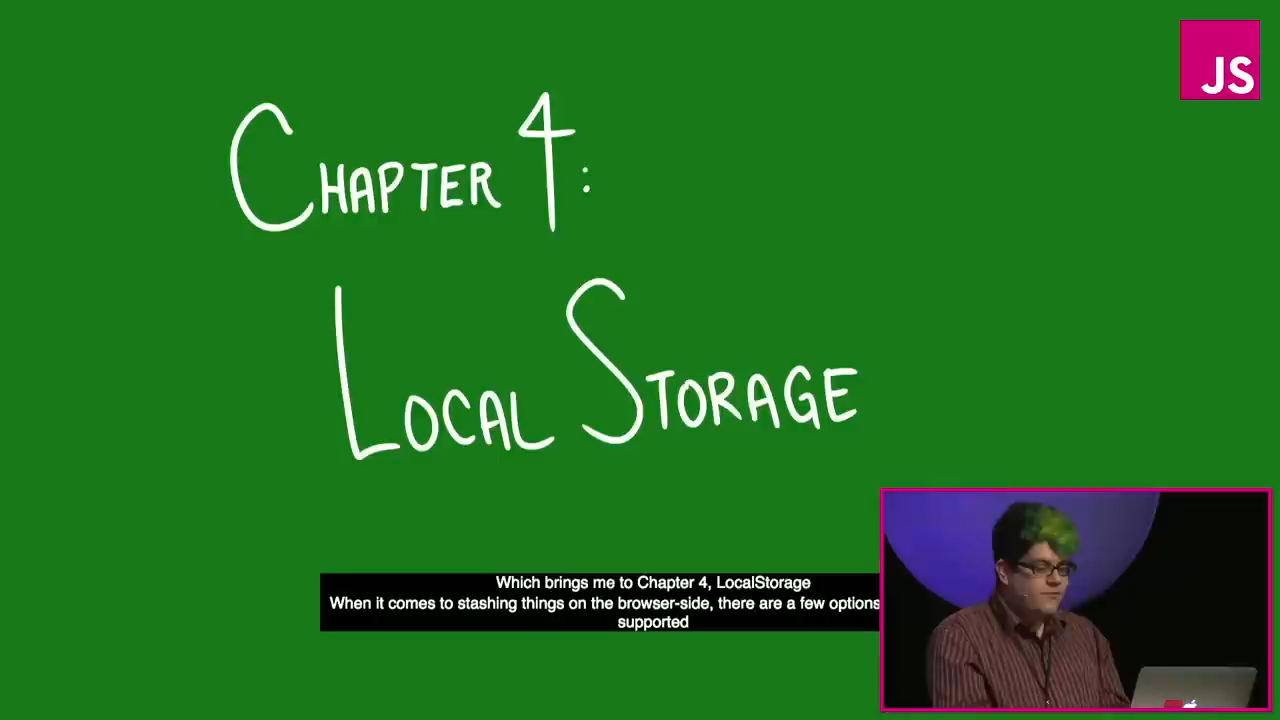 JS
CHAPTER 4:
LOCAL STORAGE
Which brings me to Chapter 4, LocalStorage
When it comes to stashing things on the browser-side, there are a few options
supported